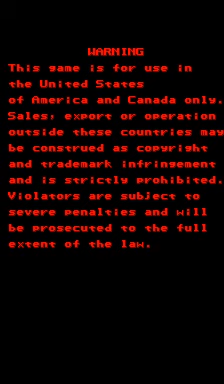 WARNING
This game is for use in
the United States
of America and Canada only.
Sales, export or operation
outside these countries may
be construed as copyright
and trademark infringement
and is strictly prohibited.
Violators are subject to
severe penalties and will
be prosecuted to the full
extent of the law.